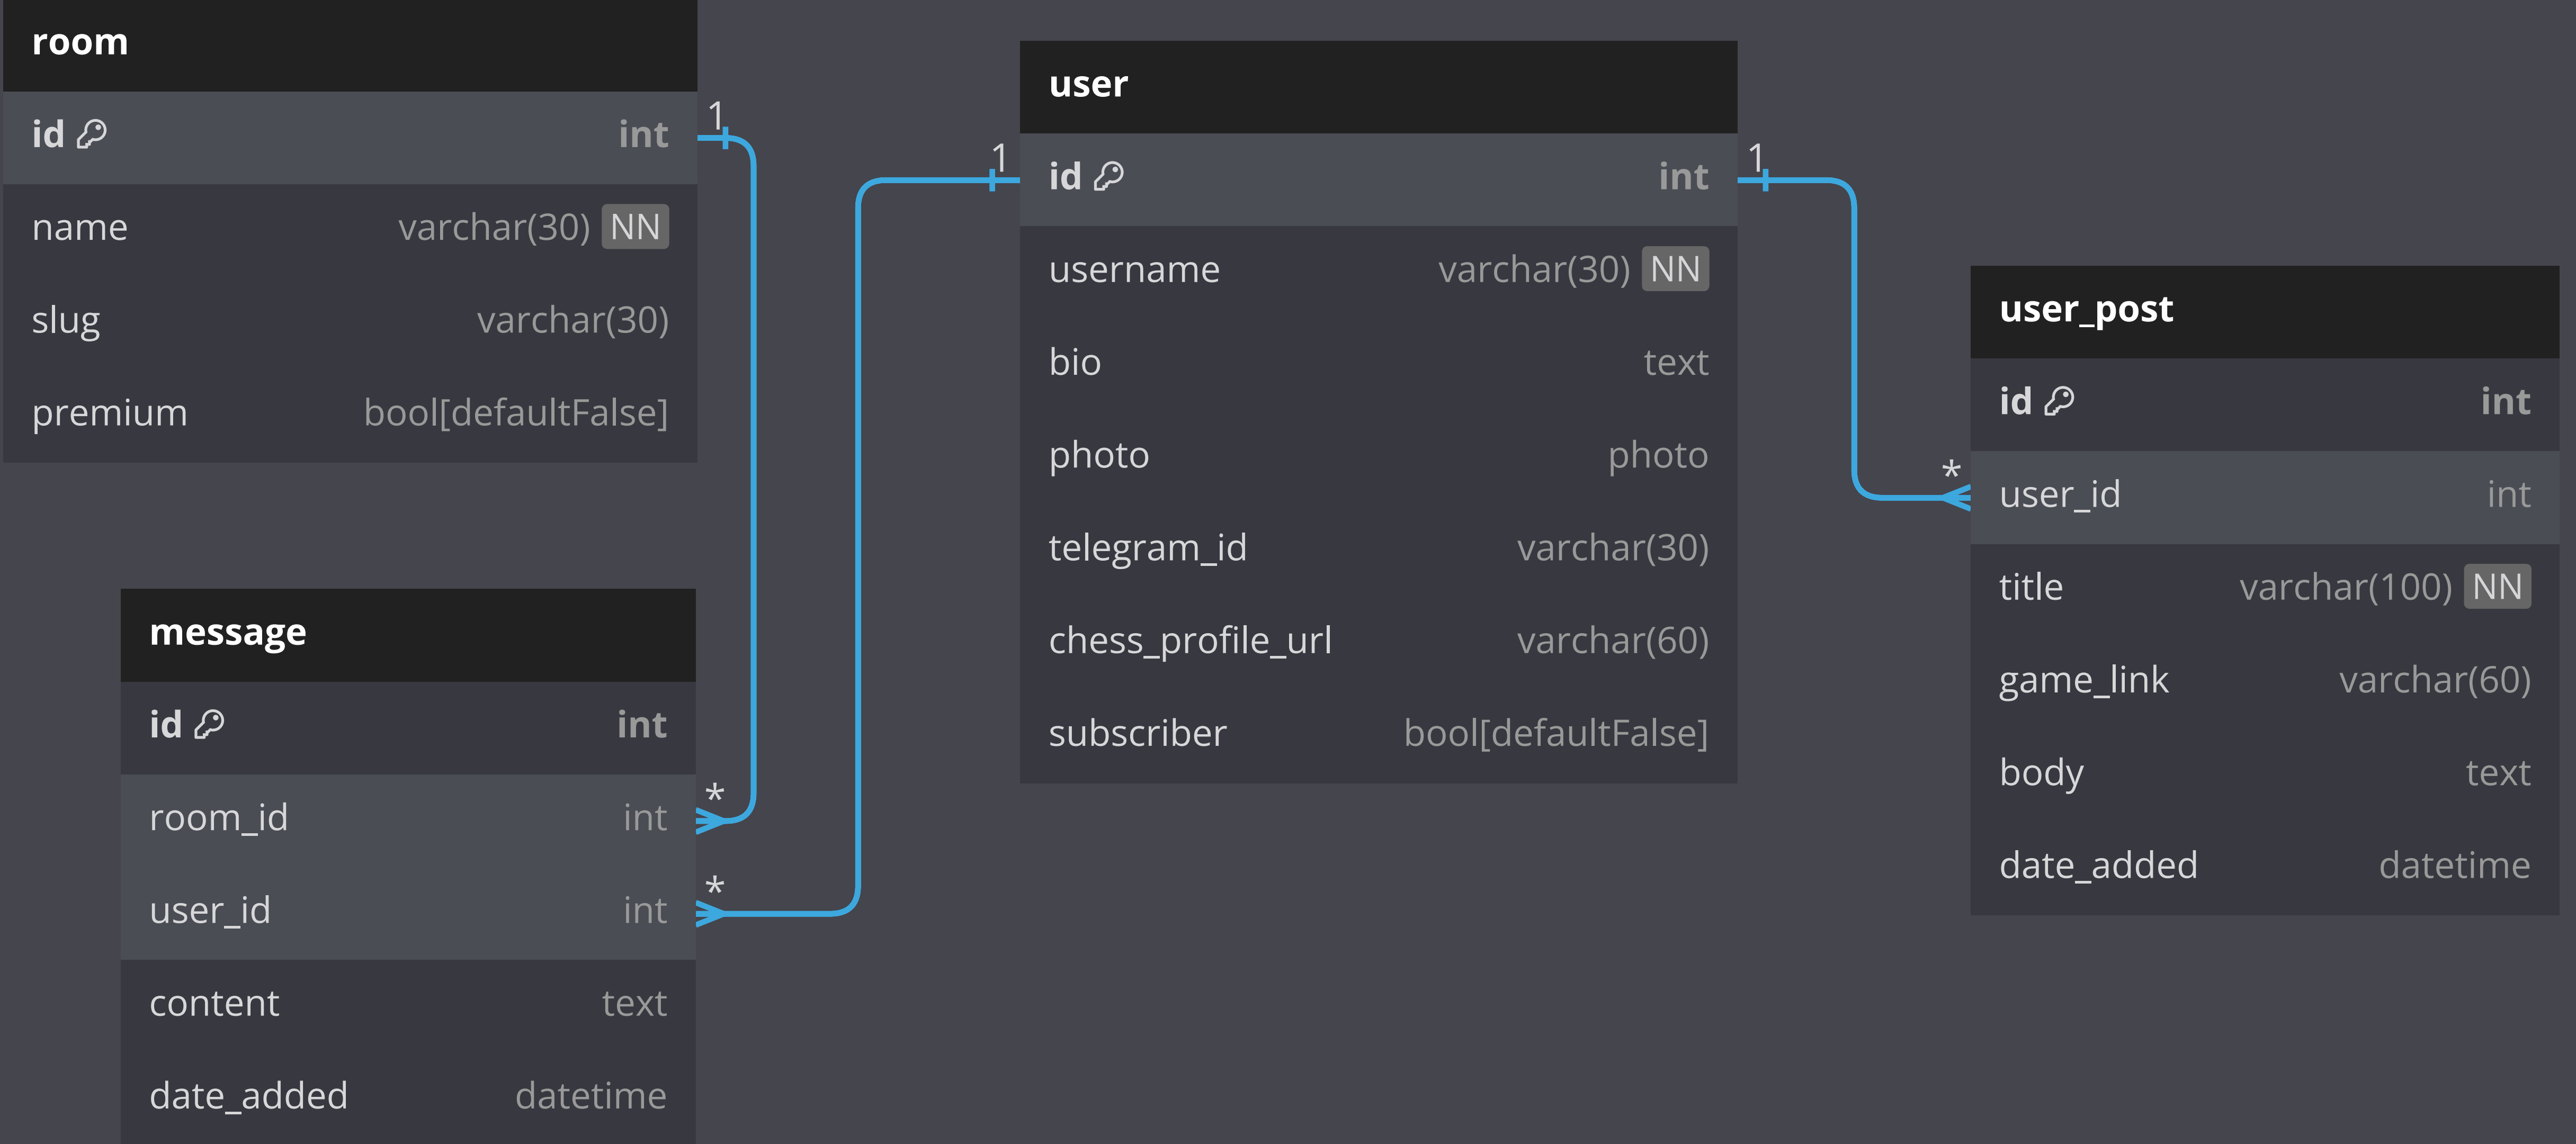 room
id int
name varchar(30) NN
slug varchar(30)
premium bool[defaultFalse]
1
*
message
id int
room_id int
user_id int
content text
date_added datetime
*
1
user
id int
username varchar(30) NN
bio text
photo photo
telegram_id varchar(30)
chess_profile_url varchar(60)
subscriber bool[defaultFalse]
1
*
user_post
id int
user_id int
title varchar(100) NN
game_link varchar(60)
body text
date_added datetime